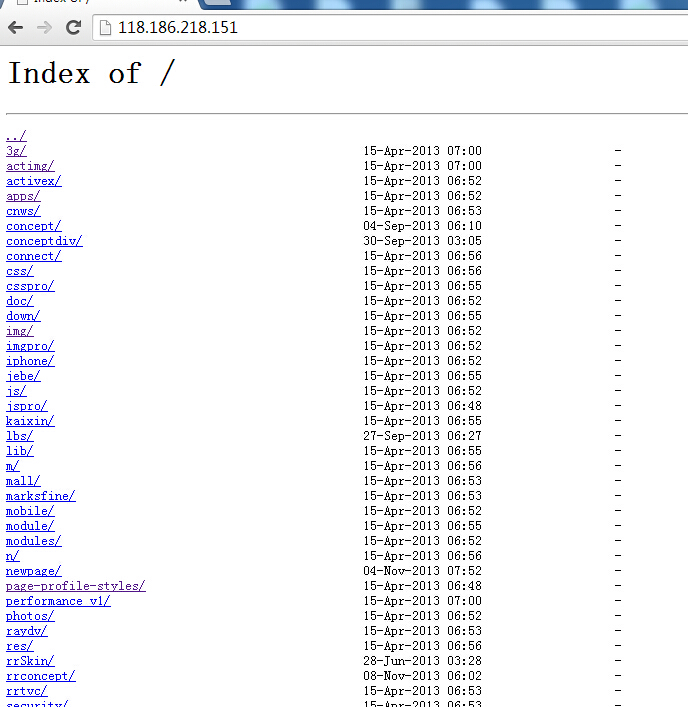 Index of /
118.186.218.151
Index of /
../
3g/ 15-Apr-2013 07:00 -
actimg/ 15-Apr-2013 07:00 -
activex/ 15-Apr-2013 06:52 -
apps/ 15-Apr-2013 06:52 -
cnws/ 15-Apr-2013 06:53 -
concept/ 04-Sep-2013 06:10 -
conceptdiv/ 30-Sep-2013 03:05 -
connect/ 15-Apr-2013 06:56 -
css/ 15-Apr-2013 06:56 -
csspro/ 15-Apr-2013 06:55 -
doc/ 15-Apr-2013 06:52 -
down/ 15-Apr-2013 06:55 -
img/ 15-Apr-2013 06:52 -
imgpro/ 15-Apr-2013 06:52 -
iphone/ 15-Apr-2013 06:52 -
jebe/ 15-Apr-2013 06:55 -
js/ 15-Apr-2013 06:52 -
jspro/ 15-Apr-2013 06:48 -
kaixin/ 15-Apr-2013 06:55 -
lbs/ 27-Sep-2013 06:27 -
lib/ 15-Apr-2013 06:55 -
m/ 15-Apr-2013 06:56 -
mall/ 15-Apr-2013 06:53 -
marksfine/ 15-Apr-2013 06:53 -
mobile/ 15-Apr-2013 06:52 -
module/ 15-Apr-2013 06:55 -
modules/ 15-Apr-2013 06:52 -
n/ 15-Apr-2013 06:56 -
newpage/ 04-Nov-2013 07:52 -
page-profile-styles/ 15-Apr-2013 06:48 -
performance_v1/ 15-Apr-2013 07:00 -
photos/ 15-Apr-2013 06:52 -
raydv/ 15-Apr-2013 06:53 -
res/ 15-Apr-2013 06:56 -
rrSkin/ 28-Jun-2013 03:28 -
rrconcept/ 08-Nov-2013 06:02 -
rrtvc/ 15-Apr-2013 06:53 -
security/ 15-Apr-2013 06:53 -